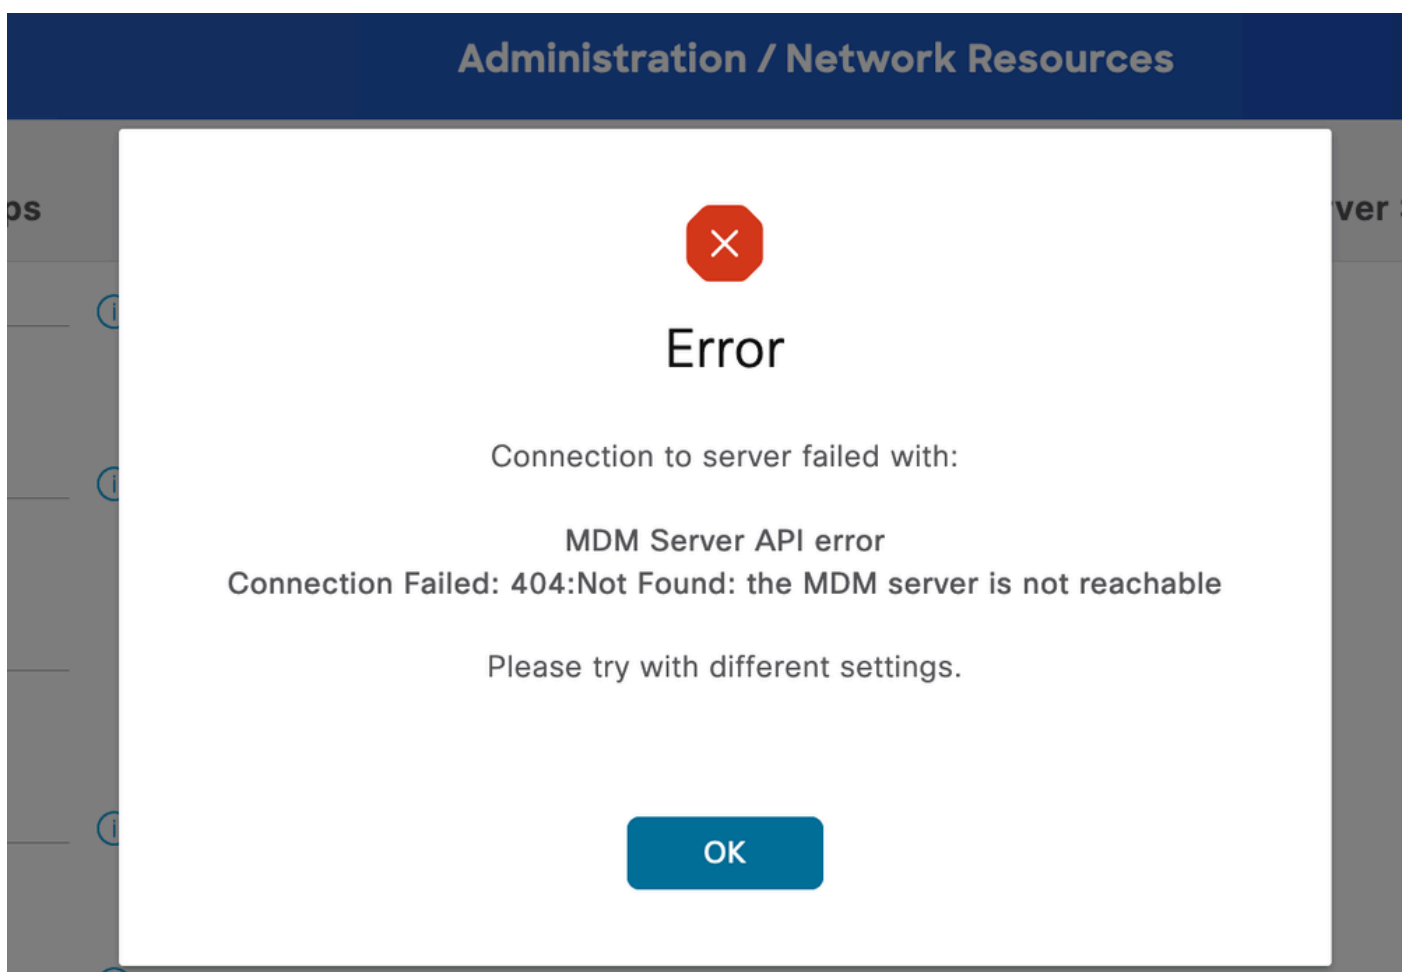 Administration / Network Resources
Error
Connection to server failed with:
MDM Server API error
Connection Failed: 404:Not Found: the MDM server is not reachable
Please try with different settings.
OK